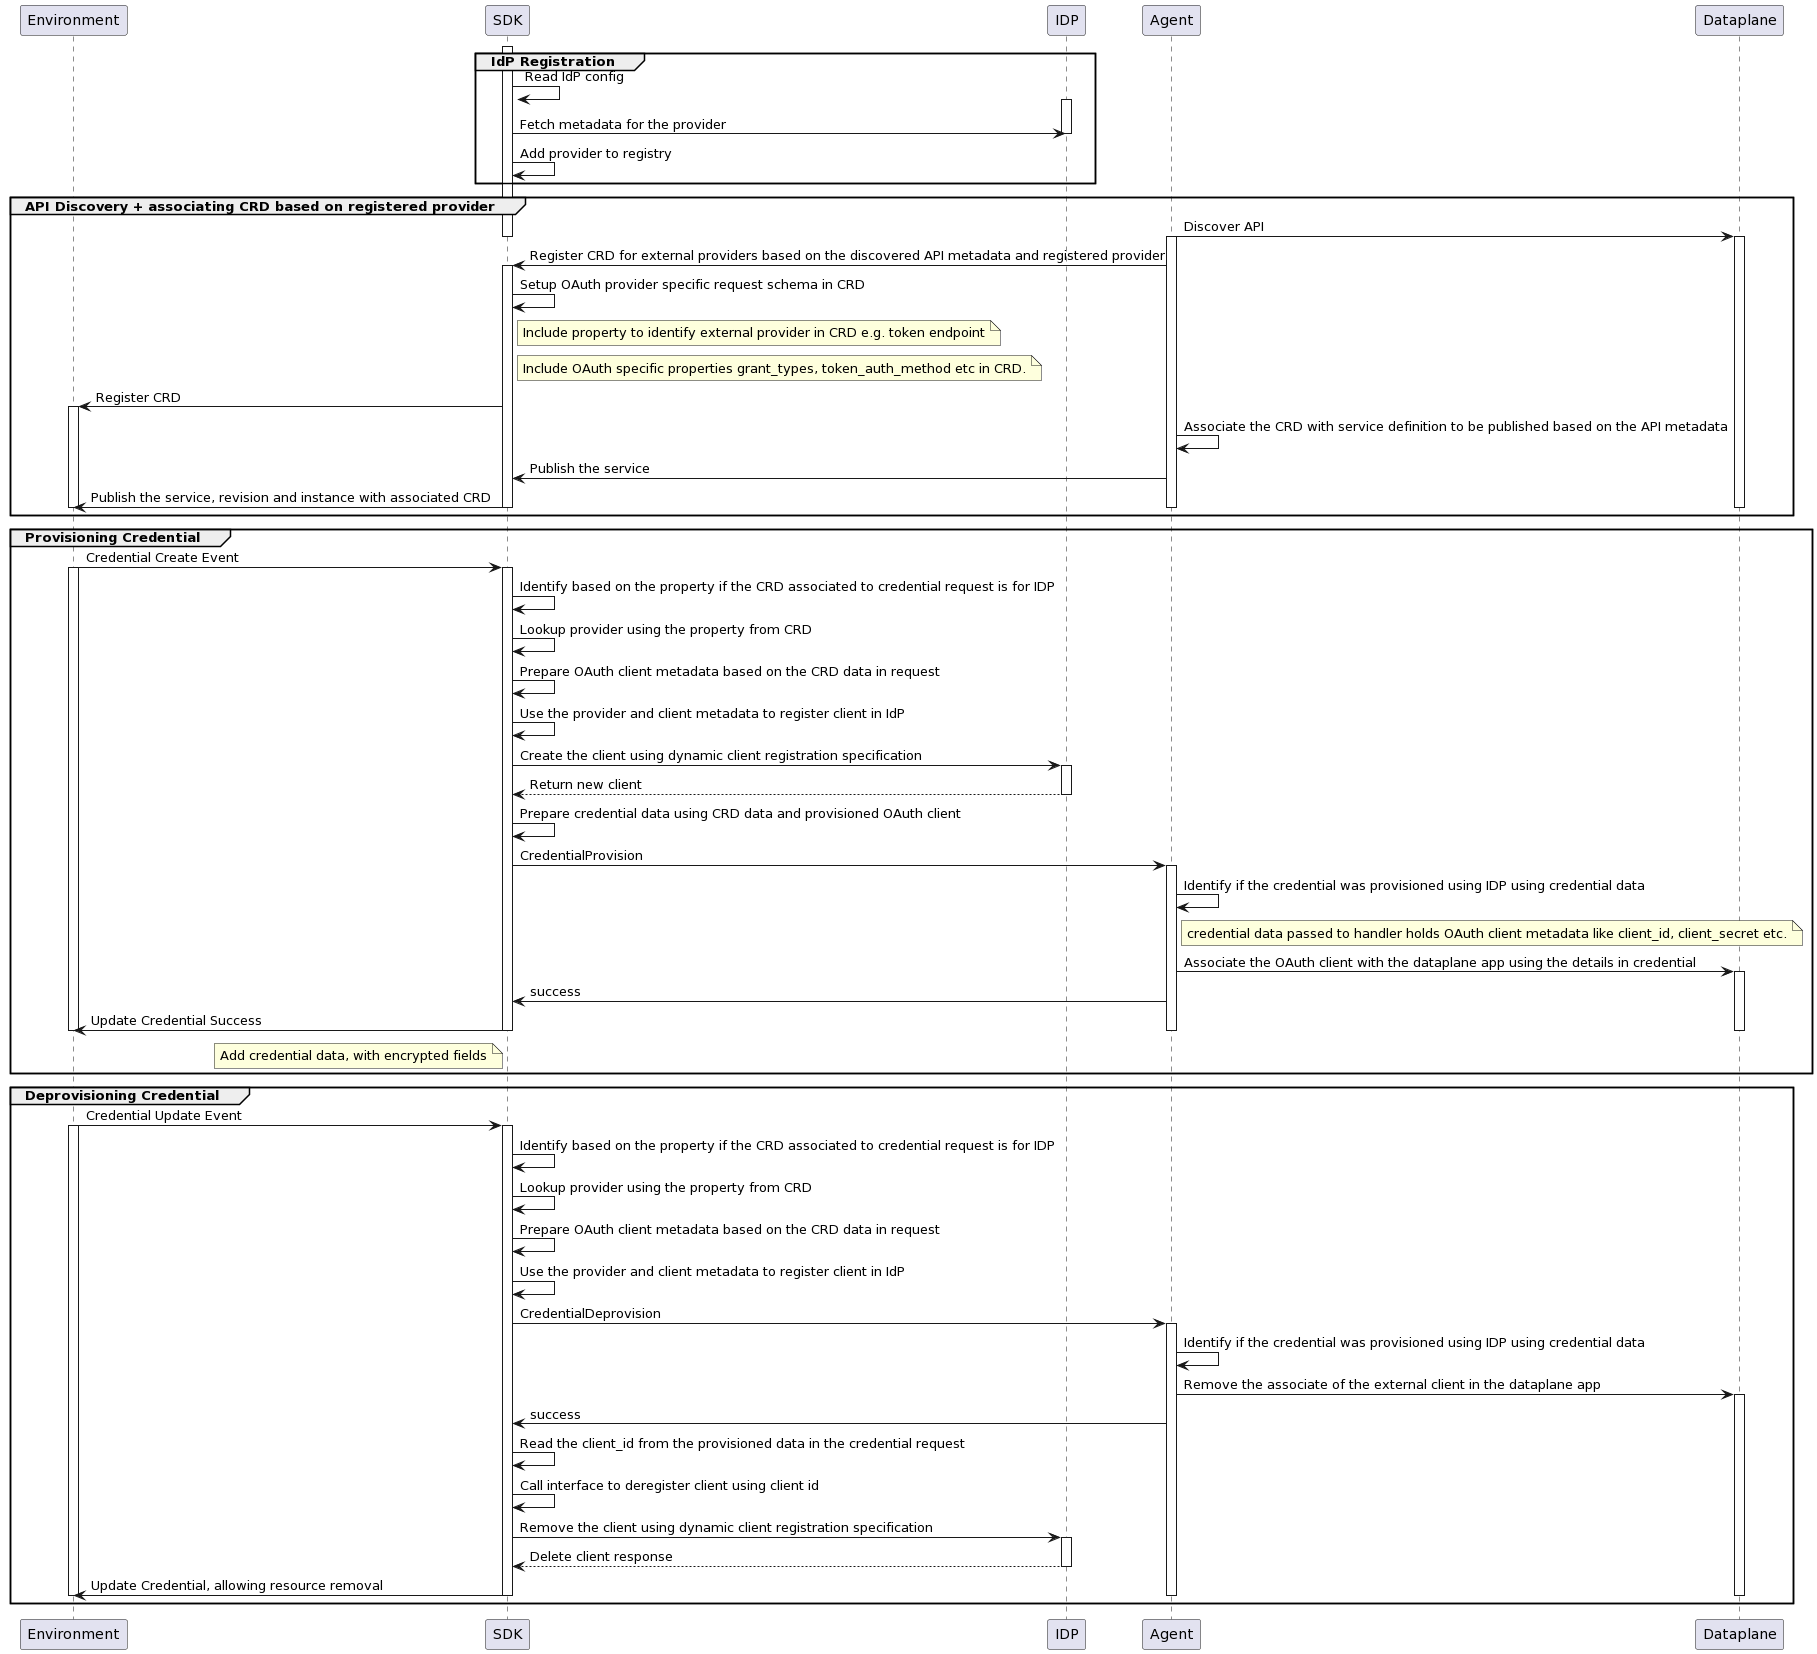 Environment
SDK
IDP
Agent
Dataplane
IdP Registration
Read IdP config
Fetch metadata for the provider
Add provider to registry
API Discovery + associating CRD based on registered provider
Discover API
Register CRD for external providers based on the discovered API metadata and registered provider
Setup OAuth provider specific request schema in CRD
Include property to identify external provider in CRD e.g. token endpoint
Include OAuth specific properties grant_types, token_auth_method etc in CRD.
Register CRD
Associate the CRD with service definition to be published based on the API metadata
Publish the service
Publish the service, revision and instance with associated CRD
Provisioning Credential
Credential Create Event
Identify based on the property if the CRD associated to credential request is for IDP
Lookup provider using the property from CRD
Prepare OAuth client metadata based on the CRD data in request
Use the provider and client metadata to register client in IdP
Create the client using dynamic client registration specification
Return new client
Prepare credential data using CRD data and provisioned OAuth client
CredentialProvision
Identify if the credential was provisioned using IDP using credential data
credential data passed to handler holds OAuth client metadata like client_id, client_secret etc.
Associate the OAuth client with the dataplane app using the details in credential
success
Update Credential Success
Add credential data, with encrypted fields
Deprovisioning Credential
Credential Update Event
Identify based on the property if the CRD associated to credential request is for IDP
Lookup provider using the property from CRD
Prepare OAuth client metadata based on the CRD data in request
Use the provider and client metadata to register client in IdP
CredentialDeprovision
Identify if the credential was provisioned using IDP using credential data
Remove the associate of the external client in the dataplane app
success
Read the client_id from the provisioned data in the credential request
Call interface to deregister client using client id
Remove the client using dynamic client registration specification
Delete client response
Update Credential, allowing resource removal
Environment
SDK
IDP
Agent
Dataplane